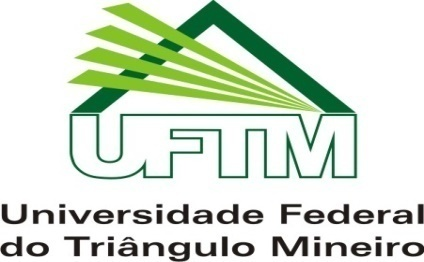 UFTM
Universidade Federal
do Triângulo Mineiro